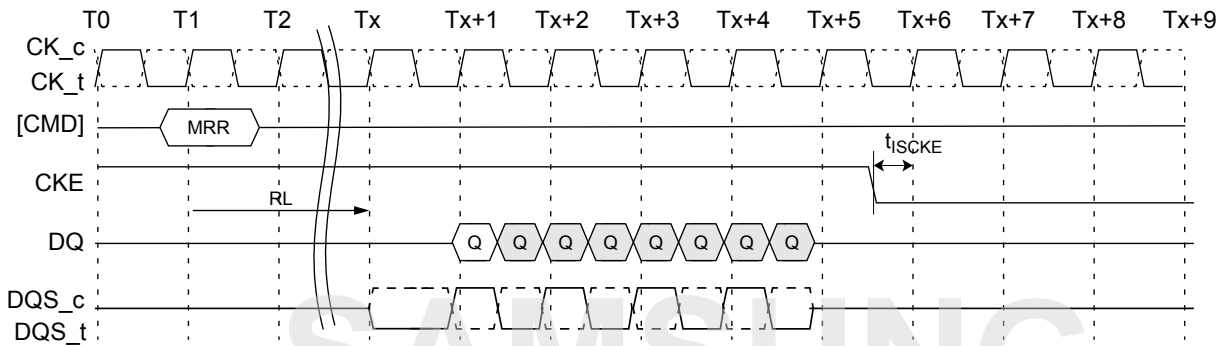 T0 T1 T2 Tx Tx+1 Tx+2 Tx+3 Tx+4 Tx+5 Tx+6 Tx+7 Tx+8 Tx+9
CK_c
CK_t
[CMD] MRR
tISCKE
CKE
RL
DQ Q Q Q Q Q Q Q Q
DQS_c
DQS_t
SAMSUNG